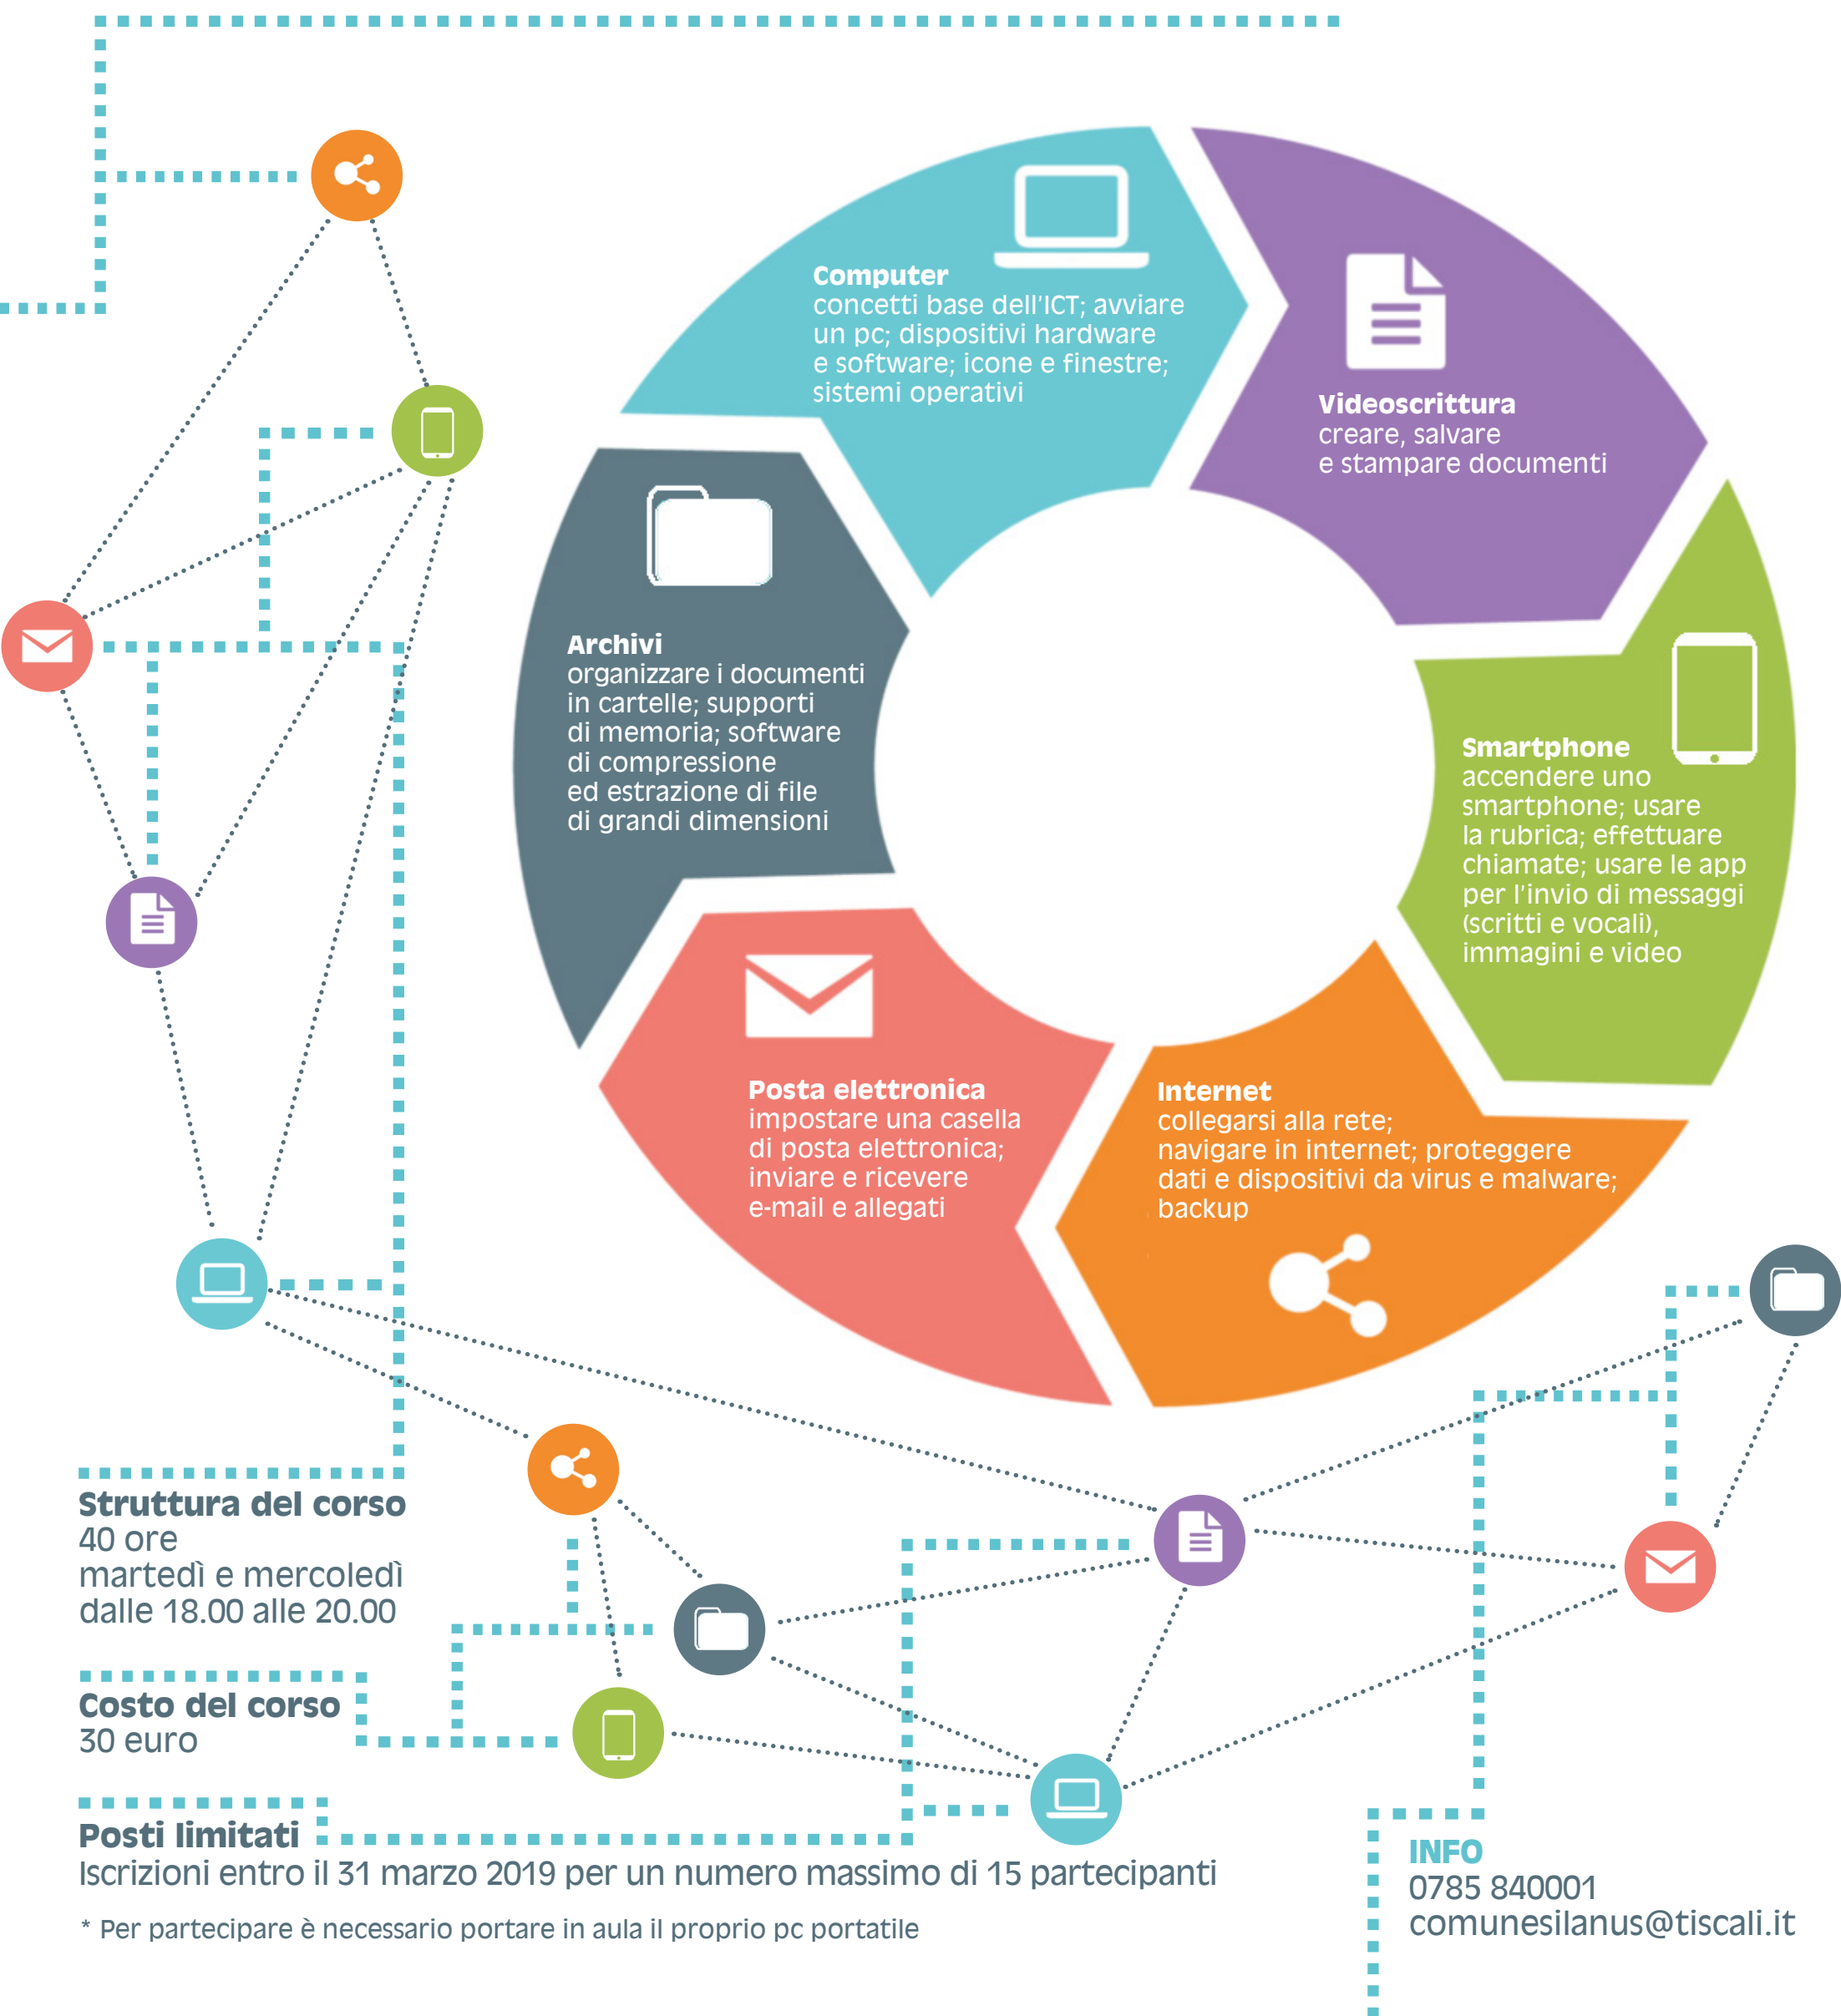 Computer
concetti base dell'ICT; avviare
un pc; dispositivi hardware
e software; icone e finestre;
sistemi operativi
Videoscrittura
creare, salvare
e stampare documenti
Smartphone
accendere uno
smartphone; usare
la rubrica; effettuare
chiamate; usare le app
per l'invio di messaggi
(scritti e vocali),
immagini e video
Internet
collegarsi alla rete;
navigare in internet; proteggere
dati e dispositivi da virus e malware;
backup
Posta elettronica
impostare una casella
di posta elettronica;
inviare e ricevere
e-mail e allegati
Archivi
organizzare i documenti
in cartelle; supporti
di memoria; software
di compressione
ed estrazione di file
di grandi dimensioni
Struttura del corso
40 ore
martedì e mercoledì
dalle 18.00 alle 20.00
Costo del corso
30 euro
Posti limitati
Iscrizioni entro il 31 marzo 2019 per un numero massimo di 15 partecipanti
* Per partecipare è necessario portare in aula il proprio pc portatile
INFO
0785 840001
comunesilanus@tiscali.it